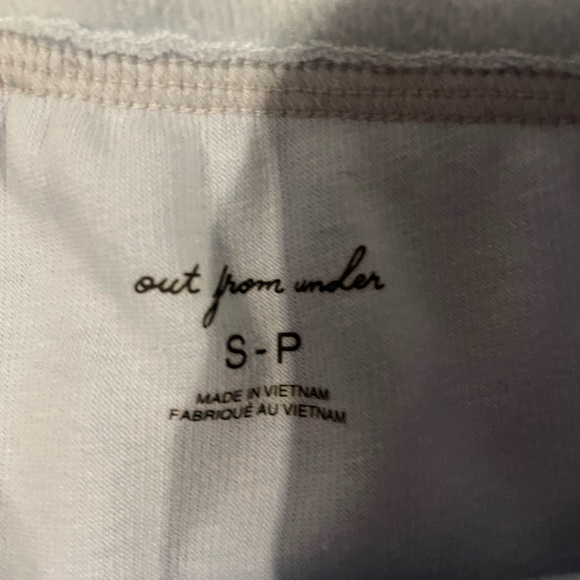 out from under
S-P
MADE IN VIETNAM
FABRIQUÉ AU VIETNAM